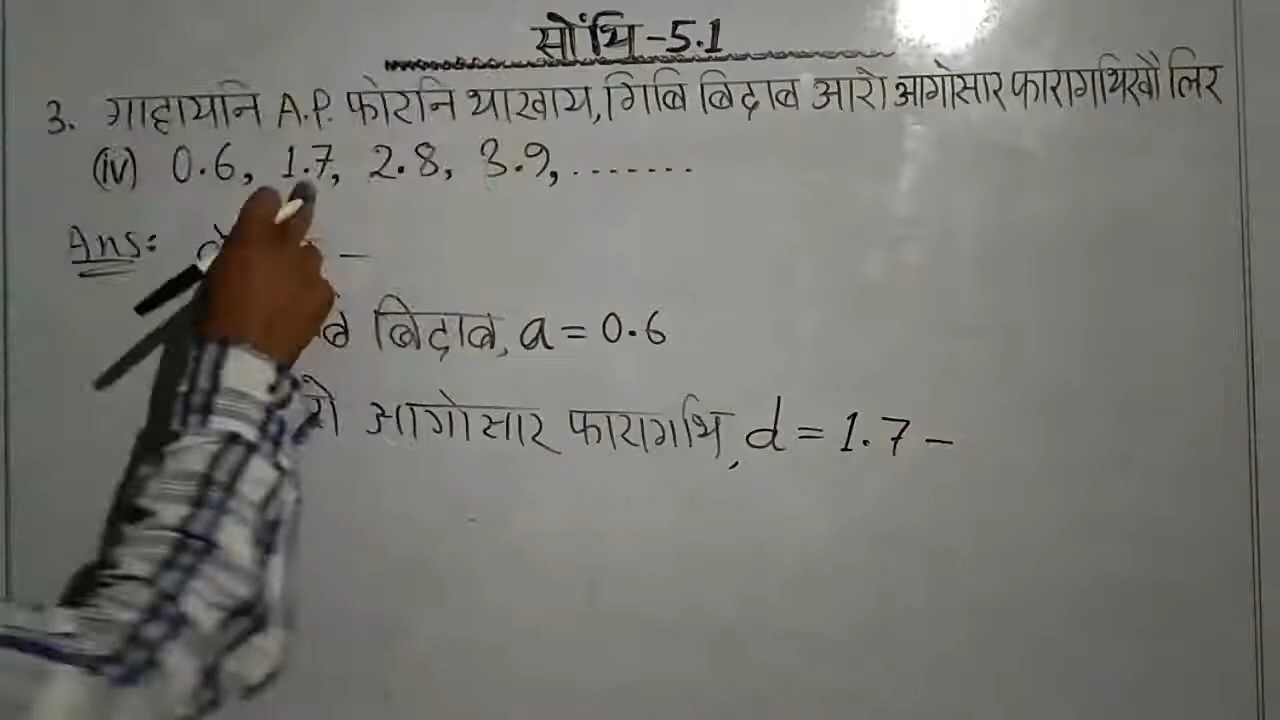 सोंथि -5.1
3. गाहायनि A.P. फोरनि थाखाय, गिबि बिदाब आरो आगोसार फारागथिखौ लिर
(iv) 0.6, 1.7, 2.8, 3.9, .......
Ans: —
बिदाब, a = 0.6
आगोसार फारागथि, d = 1.7 –